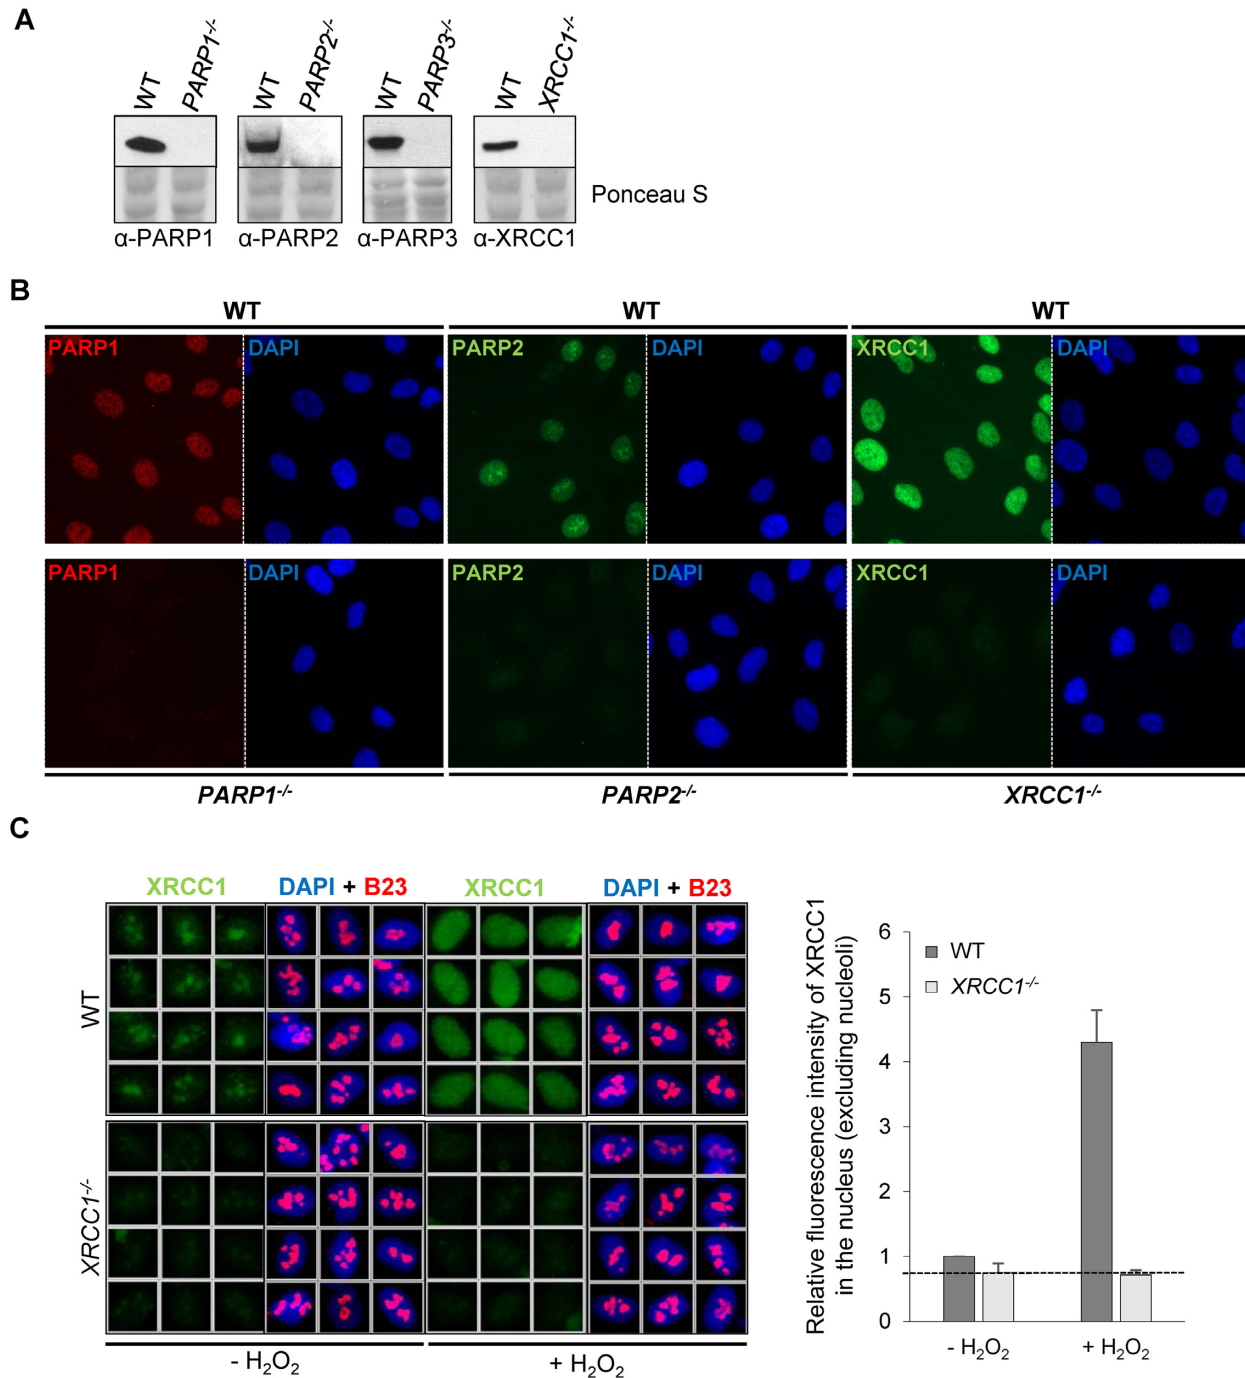 A
WT PARP1-/- WT PARP2-/- WT PARP3-/- WT XRCC1-/-
Ponceau S
α-PARP1 α-PARP2 α-PARP3 α-XRCC1
B
WT WT WT
PARP1 DAPI PARP2 DAPI XRCC1 DAPI
PARP1 DAPI PARP2 DAPI XRCC1 DAPI
PARP1-/- PARP2-/- XRCC1-/-
C
XRCC1 DAPI + B23 XRCC1 DAPI + B23
WT
XRCC1-/-
- H₂O₂ + H₂O₂
Relative fluorescence intensity of XRCC1
in the nucleus (excluding nucleoli)
6
5
4
3
2
1
0
WT
XRCC1-/-
- H₂O₂ + H₂O₂